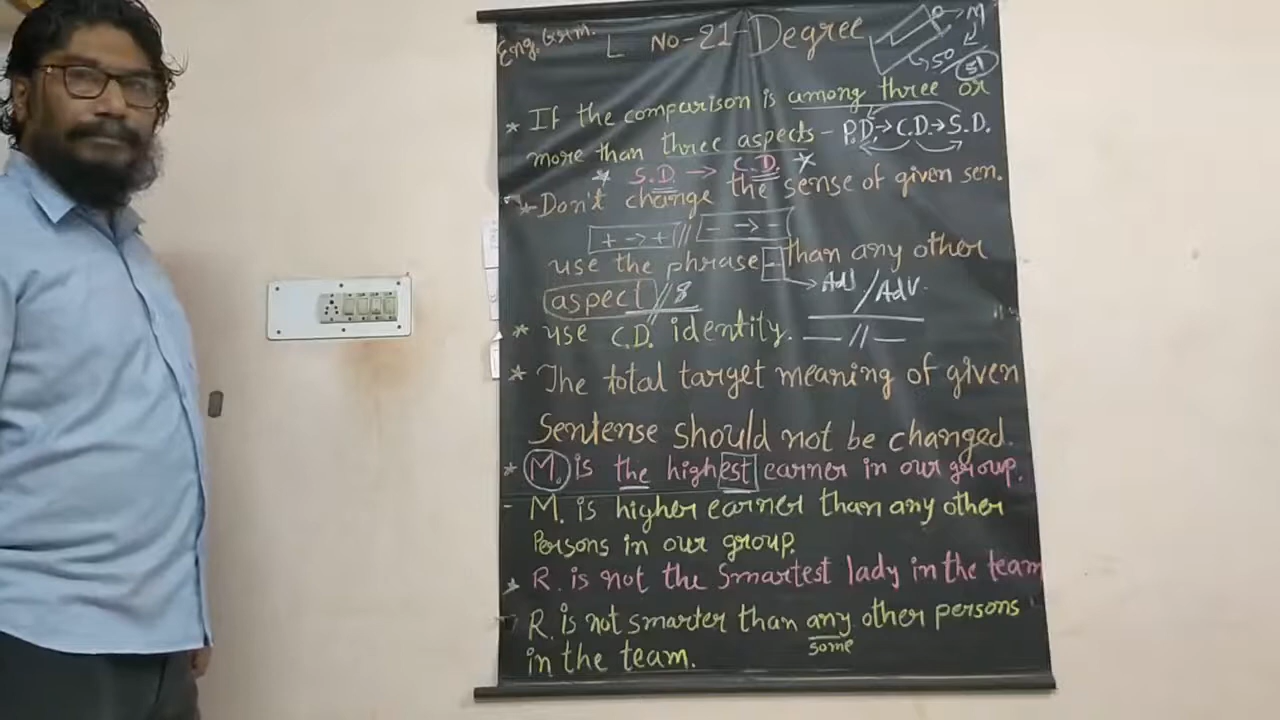 Eng. Grm. L No-21-Degree
M
50
51
* If the comparison is among three or
more than three aspects - P.D. → C.D. → S.D.
* S.D. → C.D. *
* Don't change the sense of given sen.
+ → + // - → -
use the phrase - than any other
aspect // 8 → Adj / Adv.
* use C.D. identity. — // —
* The total target meaning of given
Sentense should not be changed.
* M. is the highest earner in our group.
- M. is higher earner than any other
Persons in our group.
* R. is not the Smartest lady in the team
- R. is not smarter than any other persons
some
in the team.